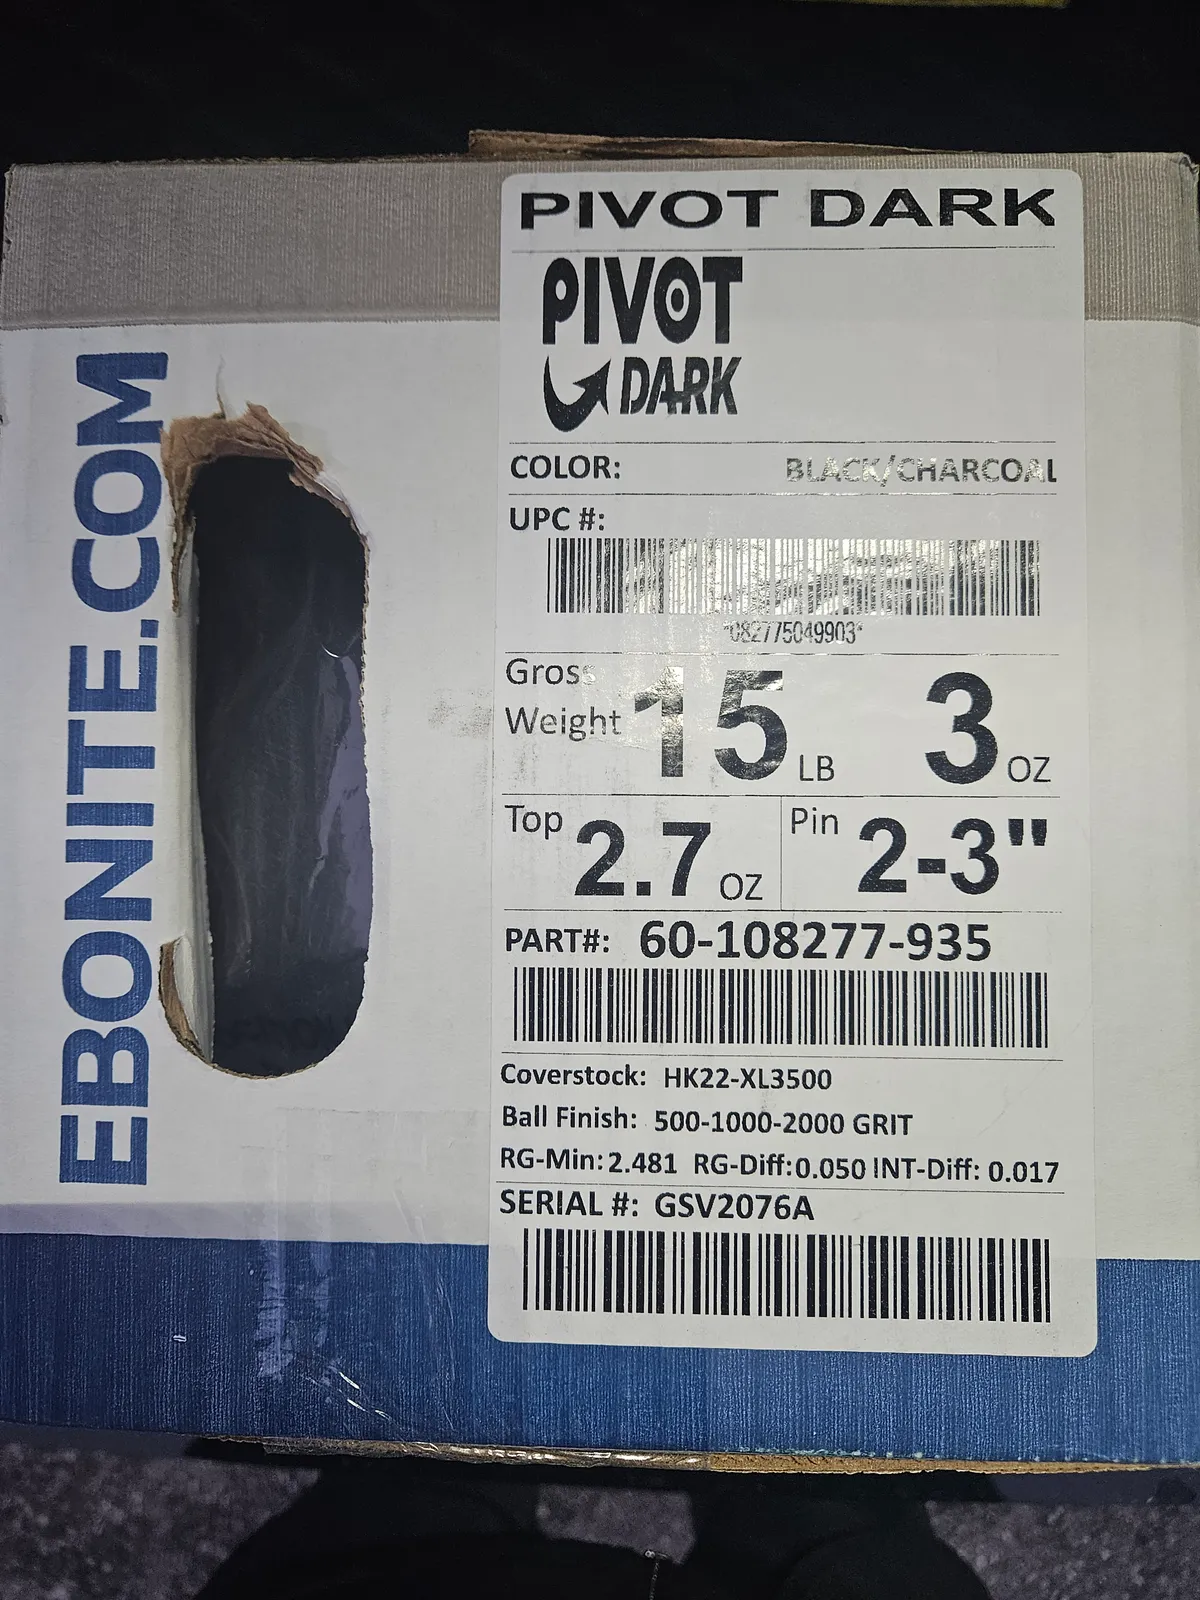 EBONITE.COM
PIVOT DARK
PIVOT
DARK
COLOR: BLACK/CHARCOAL
UPC #:
*082775049903*
Gross
Weight 15 LB 3 OZ
Top 2.7 OZ Pin 2-3"
PART#: 60-108277-935
Coverstock: HK22-XL3500
Ball Finish: 500-1000-2000 GRIT
RG-Min: 2.481 RG-Diff: 0.050 INT-Diff: 0.017
SERIAL #: GSV2076A